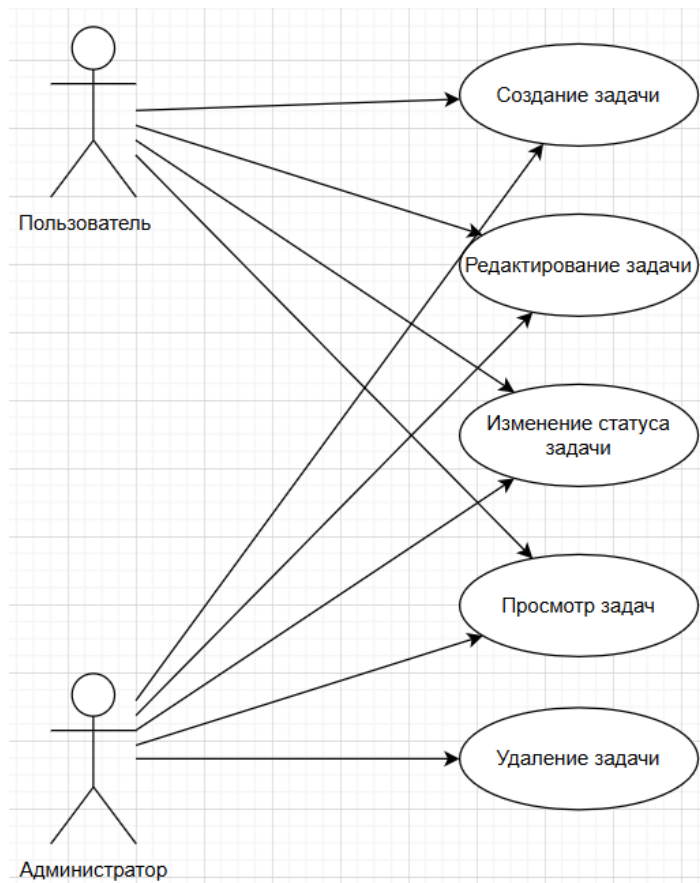 Создание задачи
Пользователь
Редактирование задачи
Изменение статуса
задачи
Просмотр задач
Удаление задачи
Администратор